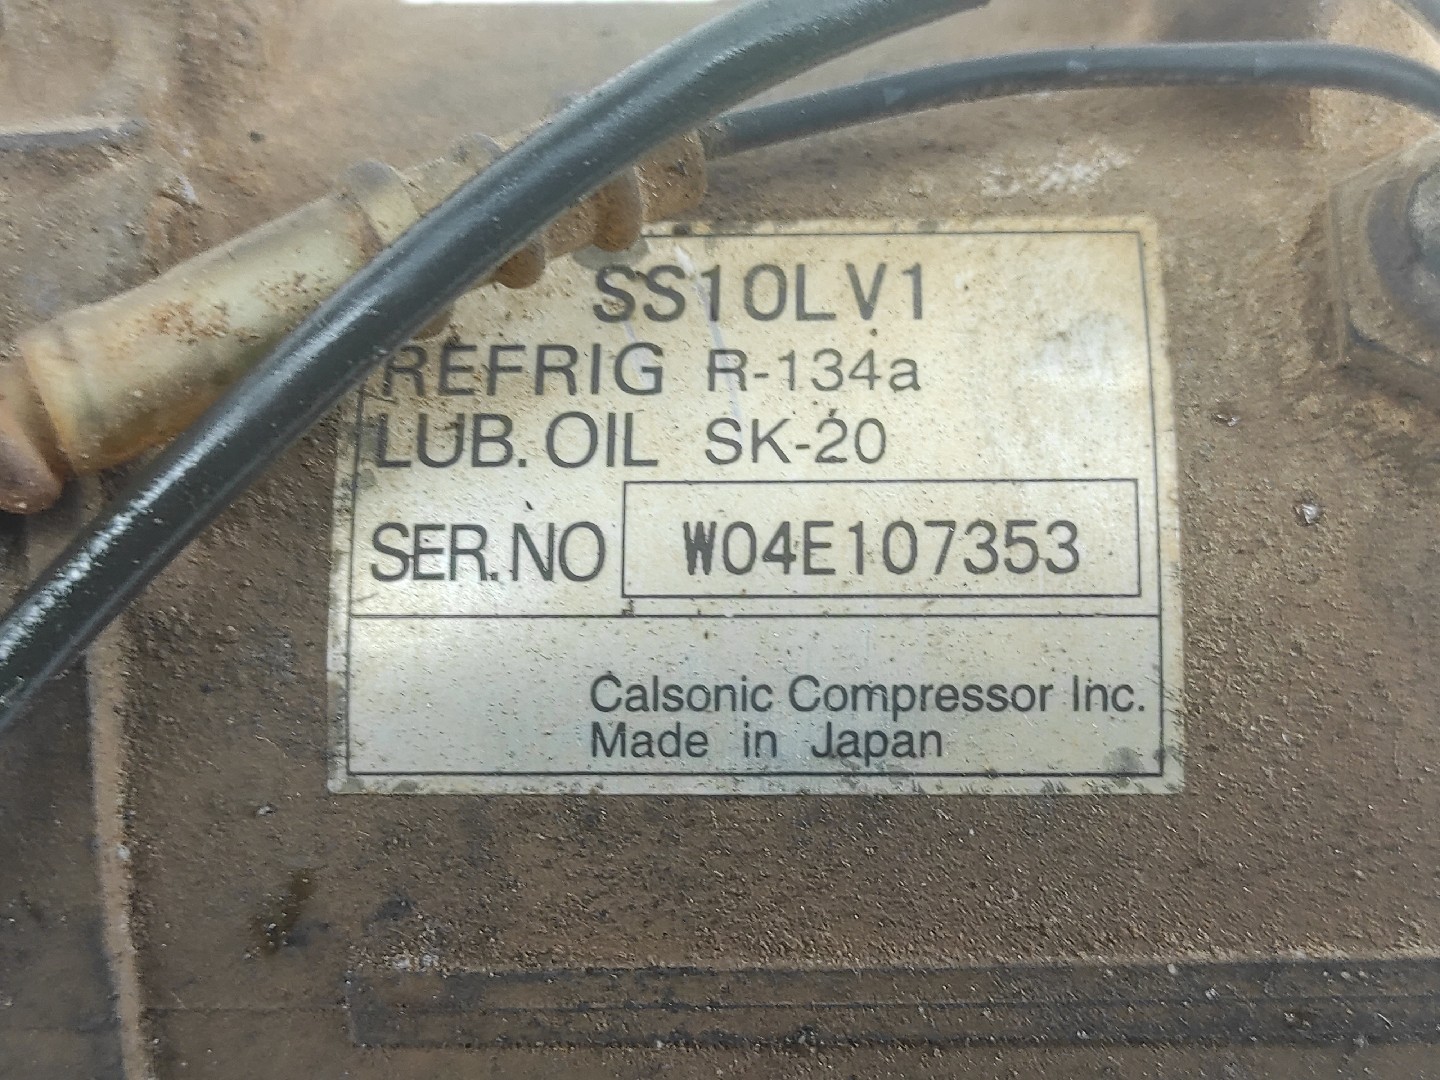 SS10LV1
REFRIG R-134a
LUB. OIL SK-20
SER. NO W04E107353
Calsonic Compressor Inc.
Made in Japan